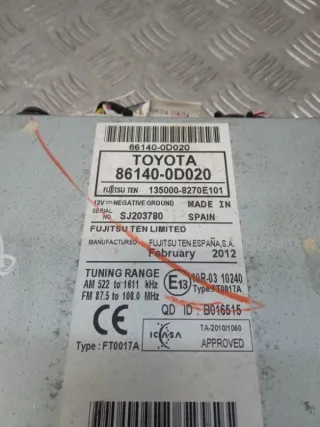 86140-0D020
TOYOTA
86140-0D020
FUJITSU TEN 135000-8270E101
12V NEGATIVE GROUND MADE IN
SERIAL NO. SJ203780 SPAIN
FUJITSU TEN LIMITED
MANUFACTURED FUJITSU TEN ESPAÑA,S.A.
February 2012
TUNING RANGE
AM 522 to 1611 kHz
FM 87.5 to 108.0 MHz
E13 10R-03 10240
Type:FT0017A
QD ID: B016515
CE
ICASA
TA-2010/1060
APPROVED
Type: FT0017A